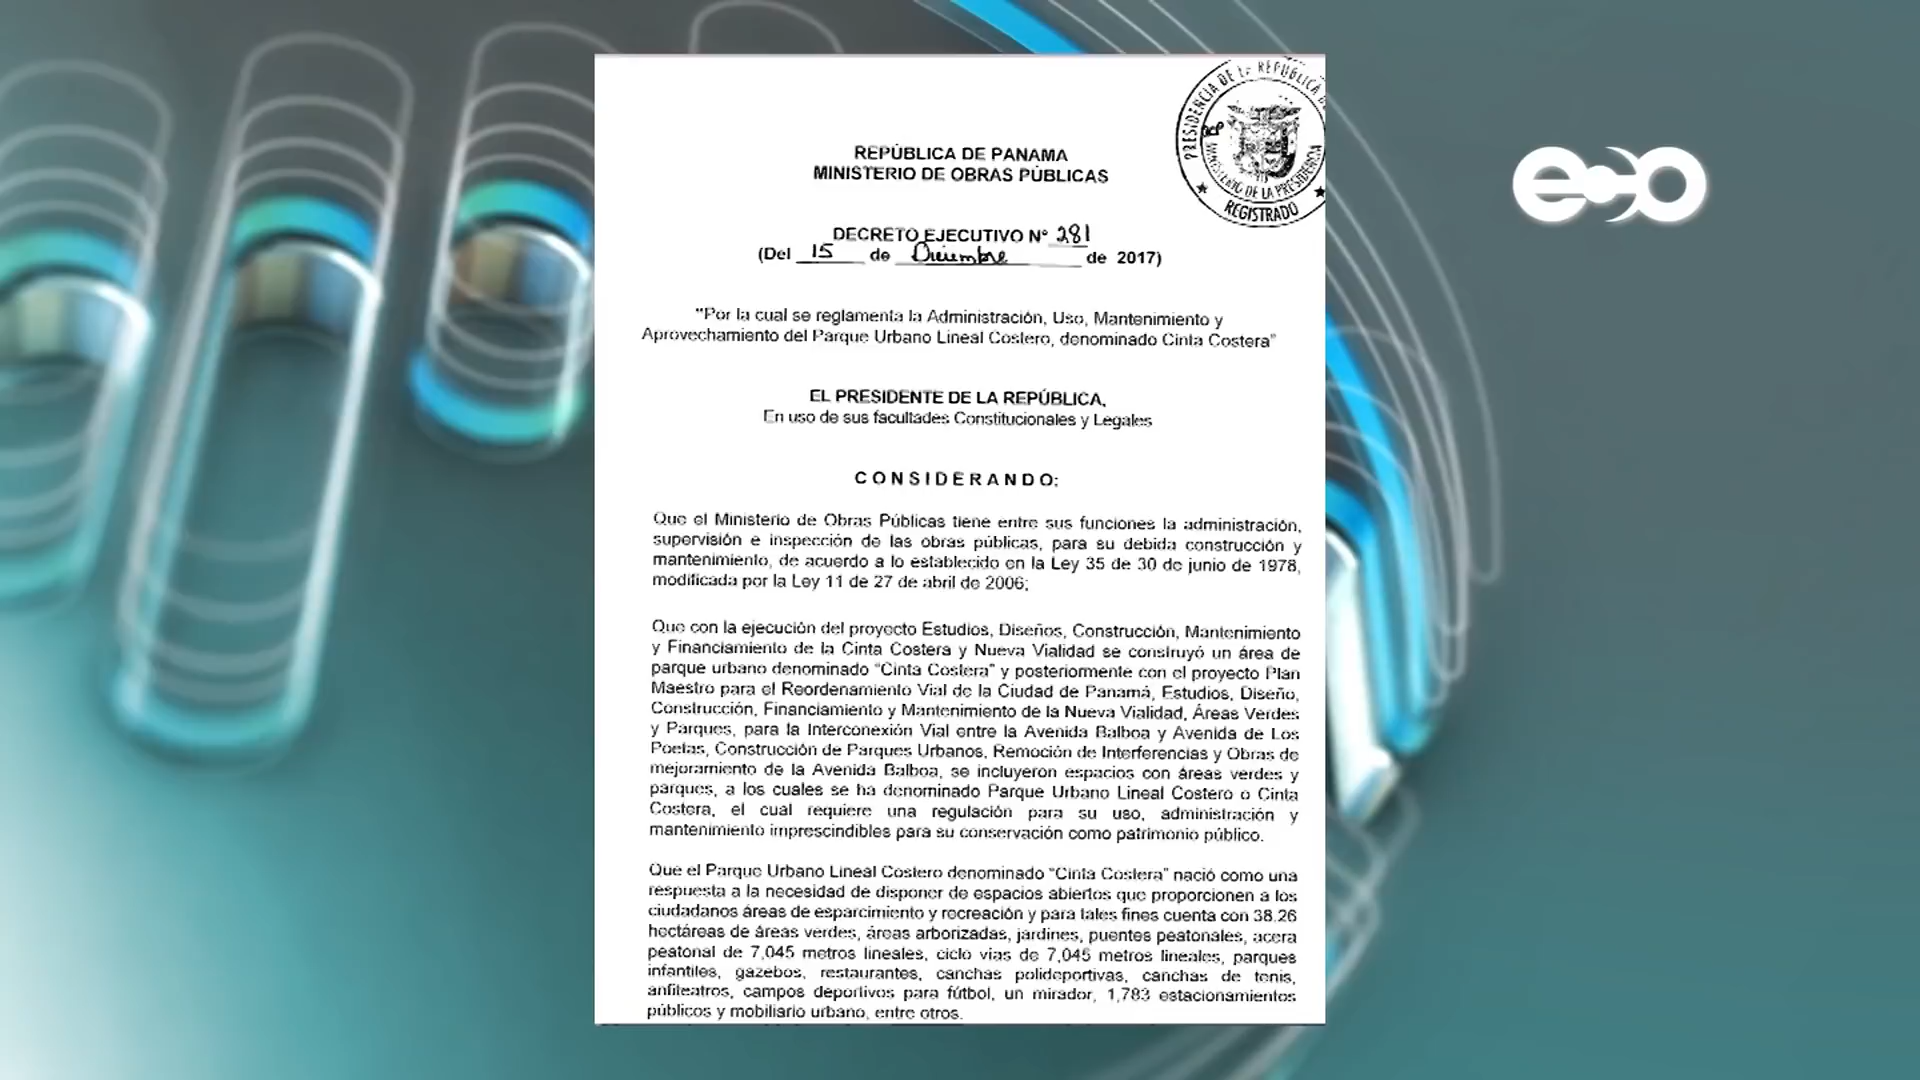 PRESIDENCIA DE LA REPÚBLICA
MINISTERIO DE LA PRESIDENCIA
REGISTRADO
eco
REPÚBLICA DE PANAMA
MINISTERIO DE OBRAS PÚBLICAS
DECRETO EJECUTIVO N° 281
(Del 15 de Diciembre de 2017)
"Por la cual se reglamenta la Administración, Uso, Mantenimiento y
Aprovechamiento del Parque Urbano Lineal Costero, denominado Cinta Costera"
EL PRESIDENTE DE LA REPÚBLICA,
En uso de sus facultades Constitucionales y Legales
CONSIDERANDO:
Que el Ministerio de Obras Públicas tiene entre sus funciones la administración,
supervisión e inspección de las obras públicas, para su debida construcción y
mantenimiento, de acuerdo a lo establecido en la Ley 35 de 30 de junio de 1978,
modificada por la Ley 11 de 27 de abril de 2006;
Que con la ejecución del proyecto Estudios, Diseños, Construcción, Mantenimiento
y Financiamiento de la Cinta Costera y Nueva Vialidad se construyó un área de
parque urbano denominado "Cinta Costera" y posteriormente con el proyecto Plan
Maestro para el Reordenamiento Vial de la Ciudad de Panamá, Estudios, Diseño,
Construcción, Financiamiento y Mantenimiento de la Nueva Vialidad, Áreas Verdes
y Parques, para la Interconexión Vial entre la Avenida Balboa y Avenida de Los
Poetas, Construcción de Parques Urbanos, Remoción de Interferencias y Obras de
mejoramiento de la Avenida Balboa, se incluyeron espacios con áreas verdes y
parques, a los cuales se ha denominado Parque Urbano Lineal Costero o Cinta
Costera, el cual requiere una regulación para su uso, administración y
mantenimiento imprescindibles para su conservación como patrimonio público.
Que el Parque Urbano Lineal Costero denominado "Cinta Costera" nació como una
respuesta a la necesidad de disponer de espacios abiertos que proporcionen a los
ciudadanos áreas de esparcimiento y recreación y para tales fines cuenta con 38.26
hectáreas de áreas verdes, áreas arborizadas, jardines, puentes peatonales, acera
peatonal de 7,045 metros lineales, ciclo vías de 7,045 metros lineales, parques
infantiles, gazebos, restaurantes, canchas polideportivas, canchas de tenis,
anfiteatros, campos deportivos para fútbol, un mirador, 1,783 estacionamientos
públicos y mobiliario urbano, entre otros.